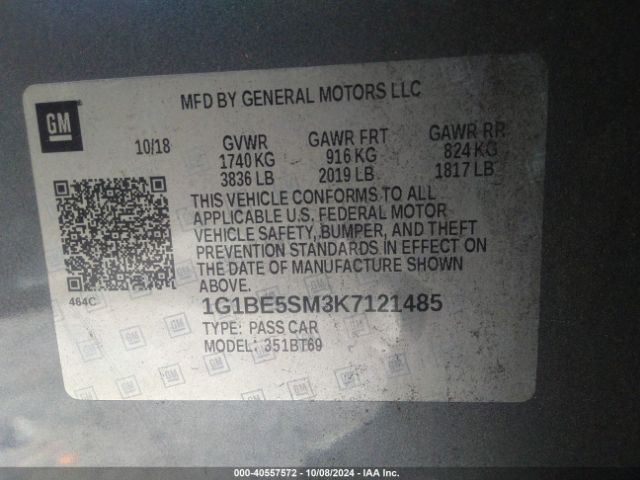 GM
MFD BY GENERAL MOTORS LLC
10/18 GVWR GAWR FRT GAWR RR
1740 KG 916 KG 824 KG
3836 LB 2019 LB 1817 LB
THIS VEHICLE CONFORMS TO ALL
APPLICABLE U.S. FEDERAL MOTOR
VEHICLE SAFETY, BUMPER, AND THEFT
PREVENTION STANDARDS IN EFFECT ON
THE DATE OF MANUFACTURE SHOWN
ABOVE.
464C
1G1BE5SM3K7121485
TYPE: PASS CAR
MODEL: 351BT69
000-40557572 • 10/08/2024 • IAA Inc.